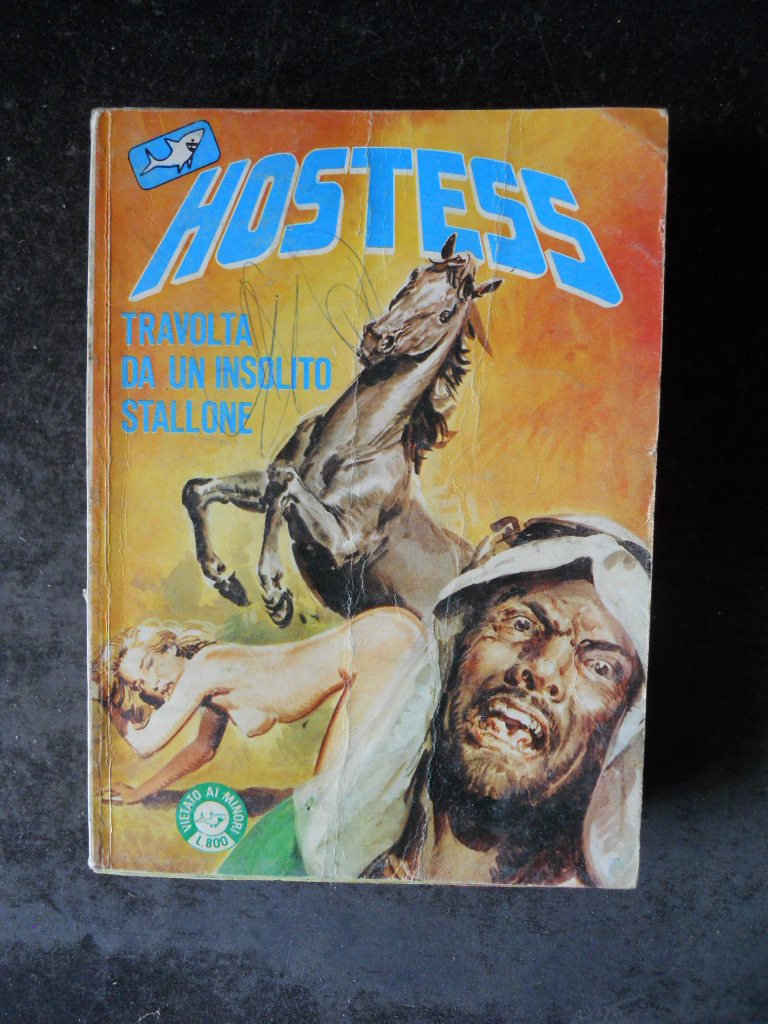 HOSTESS
TRAVOLTA
DA UN INSOLITO
STALLONE
VIETATO AI MINORI
L.800